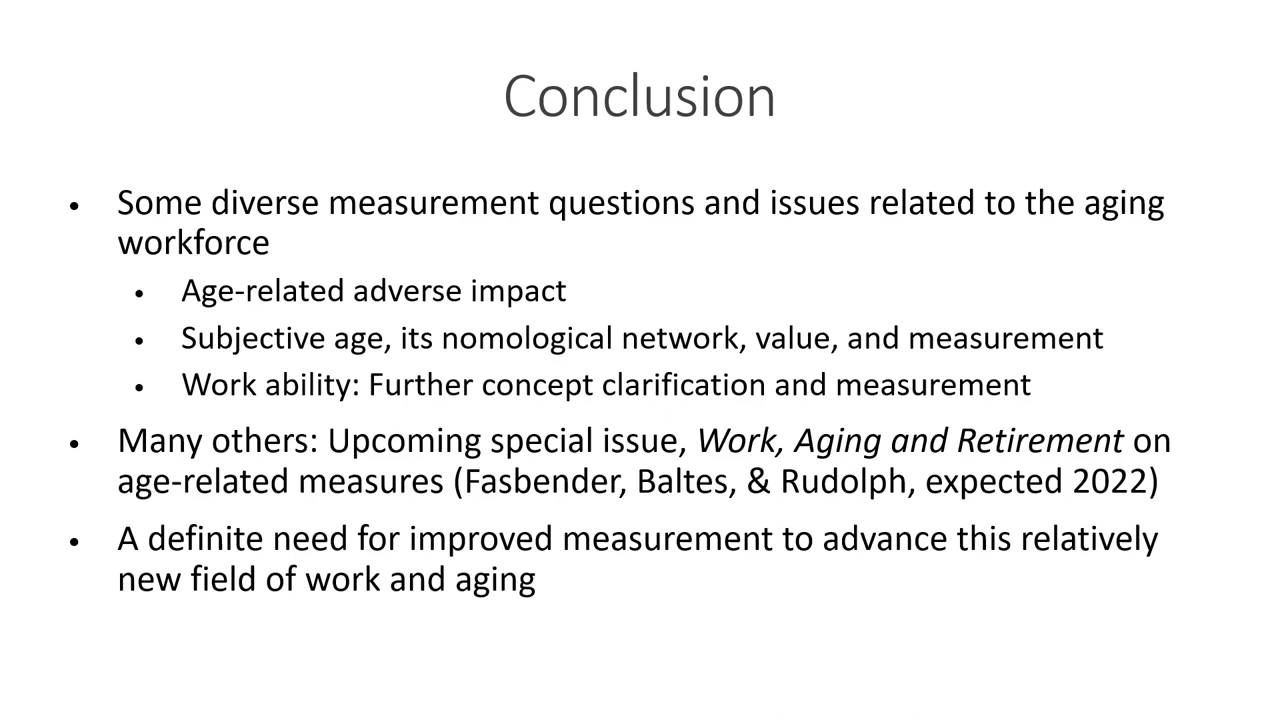 Conclusion
• Some diverse measurement questions and issues related to the aging
workforce
• Age-related adverse impact
• Subjective age, its nomological network, value, and measurement
• Work ability: Further concept clarification and measurement
• Many others: Upcoming special issue, Work, Aging and Retirement on
age-related measures (Fasbender, Baltes, & Rudolph, expected 2022)
• A definite need for improved measurement to advance this relatively
new field of work and aging